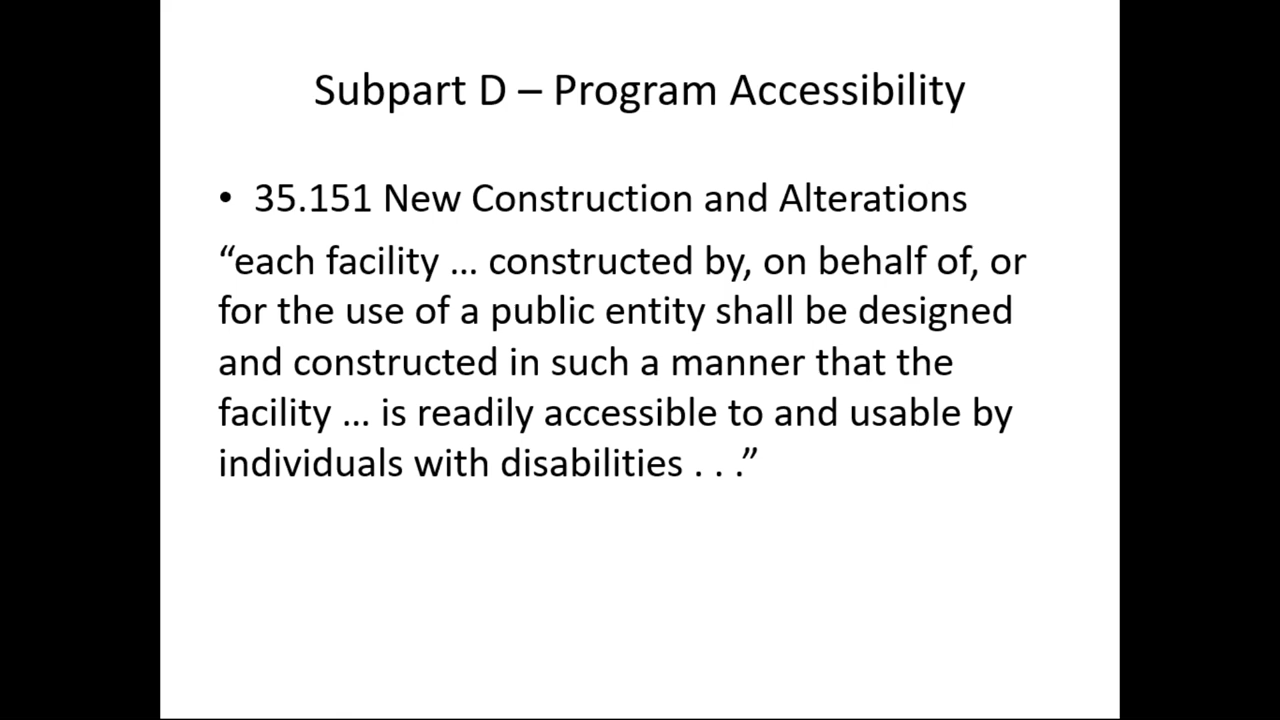 Subpart D – Program Accessibility
• 35.151 New Construction and Alterations
“each facility … constructed by, on behalf of, or
for the use of a public entity shall be designed
and constructed in such a manner that the
facility … is readily accessible to and usable by
individuals with disabilities . . .”